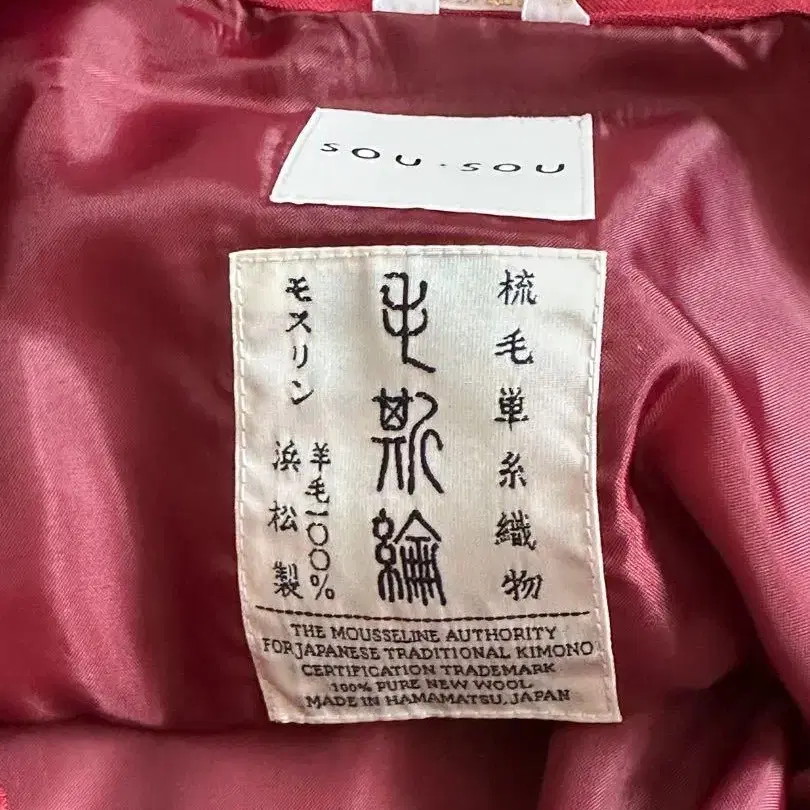 SOU・SOU
梳毛単糸織物
毛斯綸
モスリン
羊毛一〇〇%
浜松製
THE MOUSSELINE AUTHORITY
FOR JAPANESE TRADITIONAL KIMONO
CERTIFICATION TRADEMARK
100% PURE NEW WOOL
MADE IN HAMAMATSU, JAPAN